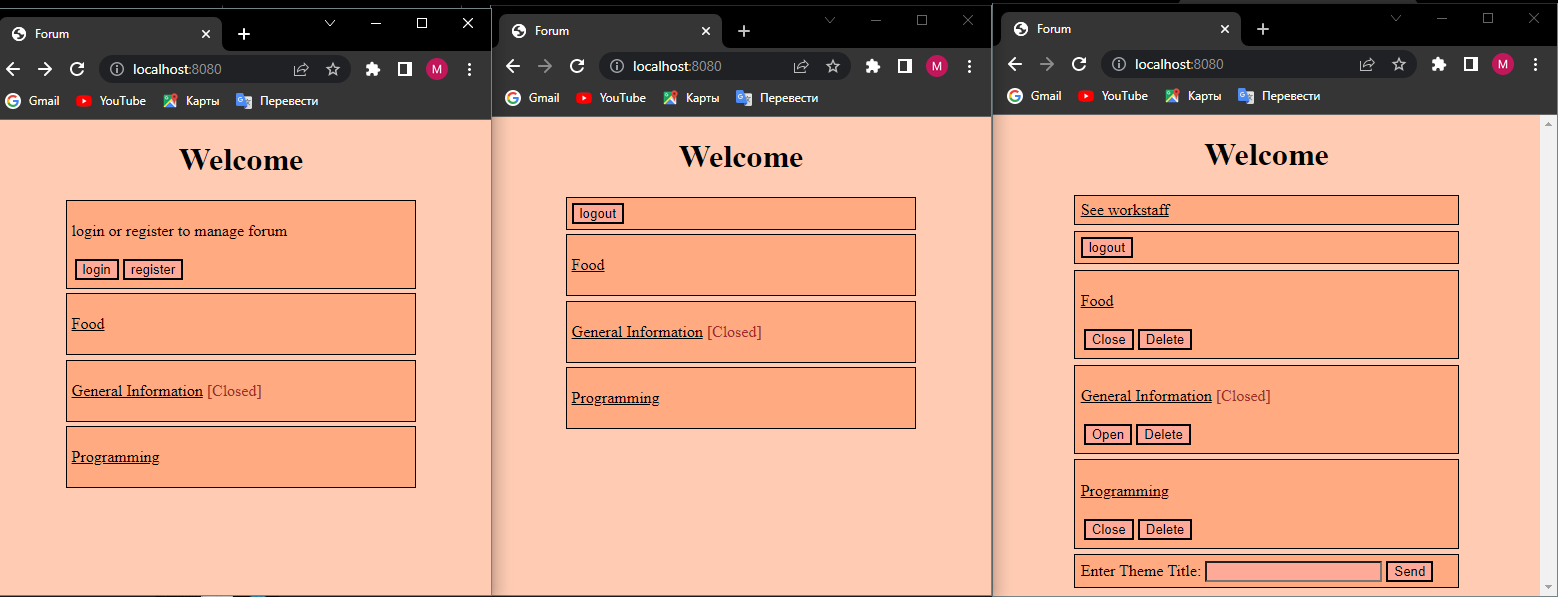 Forum
localhost:8080
M
Gmail YouTube Карты Перевести
Welcome
login or register to manage forum
login register
Food
General Information [Closed]
Programming
Forum
localhost:8080
M
Gmail YouTube Карты Перевести
Welcome
logout
Food
General Information [Closed]
Programming
Forum
localhost:8080
M
Gmail YouTube Карты Перевести
Welcome
See workstaff
logout
Food
Close Delete
General Information [Closed]
Open Delete
Programming
Close Delete
Enter Theme Title: Send